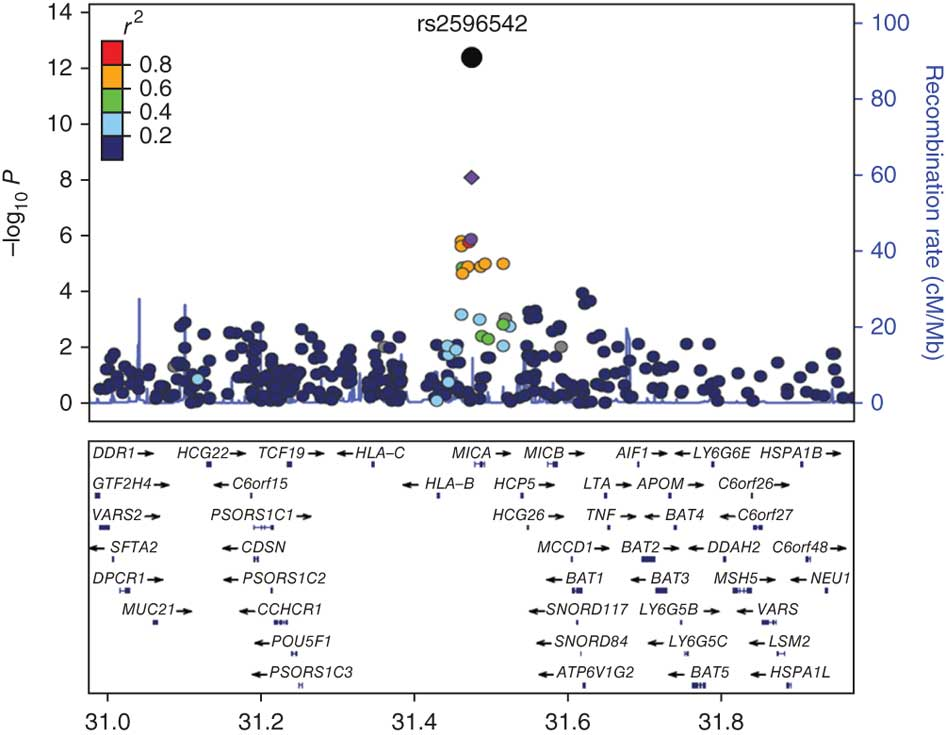 rs2596542
r²
0.8
0.6
0.4
0.2
14
12
10
8
6
4
2
0
–log₁₀ P
100
80
60
40
20
0
Recombination rate (cM/Mb)
DDR1 → HCG22 → TCF19 → ← HLA–C MICA → MICB → AIF1 → ← LY6G6E HSPA1B →
GTF2H4 → ← C6orf15 ← HLA–B HCP5 → LTA → APOM → C6orf26 →
VARS2 → PSORS1C1 → HCG26 → TNF → ← BAT4 ← C6orf27
← SFTA2 ← CDSN MCCD1 → BAT2 → ← DDAH2 C6orf48 →
DPCR1 → ← PSORS1C2 ← BAT1 ← BAT3 MSH5 → ← NEU1
MUC21 → ← CCHCR1 ← SNORD117 LY6G5B → ← VARS
← POU5F1 ← SNORD84 ← LY6G5C ← LSM2
← PSORS1C3 ← ATP6V1G2 ← BAT5 ← HSPA1L
31.0 31.2 31.4 31.6 31.8